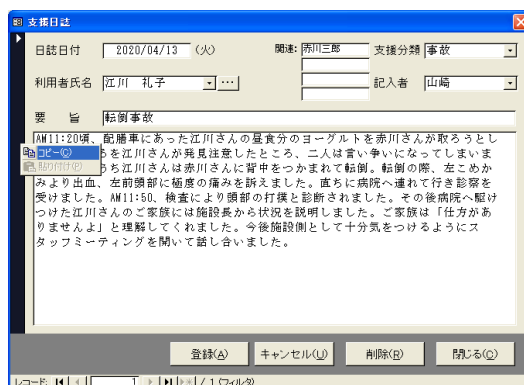 支援日誌
日誌日付 2020/04/13 (火) 関連: 赤川三郎 支援分類 事故
利用者氏名 江川 礼子 ... 記入者 山崎
要 旨 転倒事故
AM11:20頃、配膳車にあった江川さんの昼食分のヨーグルトを赤川さんが取ろうとし
コピー(C) ろを江川さんが発見注意したところ、二人は言い争いになってしまいま
貼り付け(P) うち江川さんは赤川さんに背中をつかまれて転倒。転倒の際、左こめか
みより出血、左前頭部に極度の痛みを訴えました。直ちに病院へ連れて行き診察を
受けました。AM11:50、検査により頭部の打撲と診断されました。その後病院へ駆け
つけた江川さんのご家族には施設長から状況を説明しました。ご家族は「仕方があ
りませんよ」と理解してくれました。今後施設側として十分気をつけるようにス
タッフミーティングを開いて話し合いました。
登録(A) キャンセル(U) 削除(R) 閉じる(C)
レコード: 1 / 1 (フィルタ)